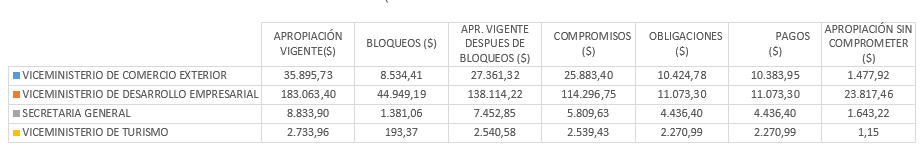 APROPIACIÓN VIGENTE($) BLOQUEOS ($) APR. VIGENTE DESPUES DE BLOQUEOS ($) COMPROMISOS ($) OBLIGACIONES ($) PAGOS ($) APROPIACIÓN SIN COMPROMETER ($)
VICEMINISTERIO DE COMERCIO EXTERIOR 35.895,73 8.534,41 27.361,32 25.883,40 10.424,78 10.383,95 1.477,92
VICEMINISTERIO DE DESARROLLO EMPRESARIAL 183.063,40 44.949,19 138.114,22 114.296,75 11.073,30 11.073,30 23.817,46
SECRETARIA GENERAL 8.833,90 1.381,06 7.452,85 5.809,63 4.436,40 4.436,40 1.643,22
VICEMINISTERIO DE TURISMO 2.733,96 193,37 2.540,58 2.539,43 2.270,99 2.270,99 1,15